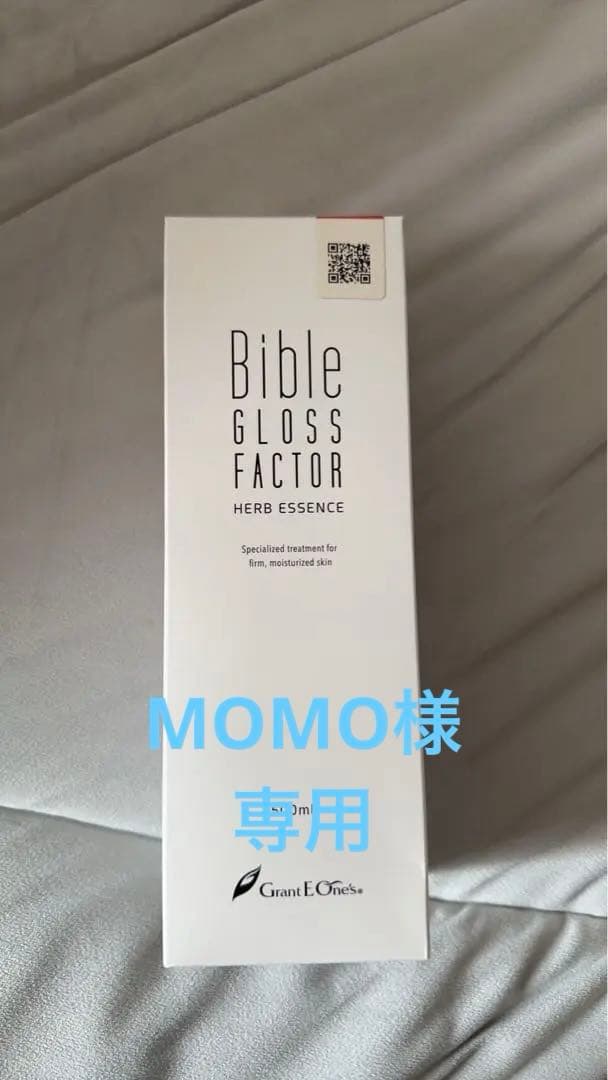 Bible
GLOSS
FACTOR
HERB ESSENCE
Specialized treatment for
firm, moisturized skin
MOMO様
専用
Grant E One's®